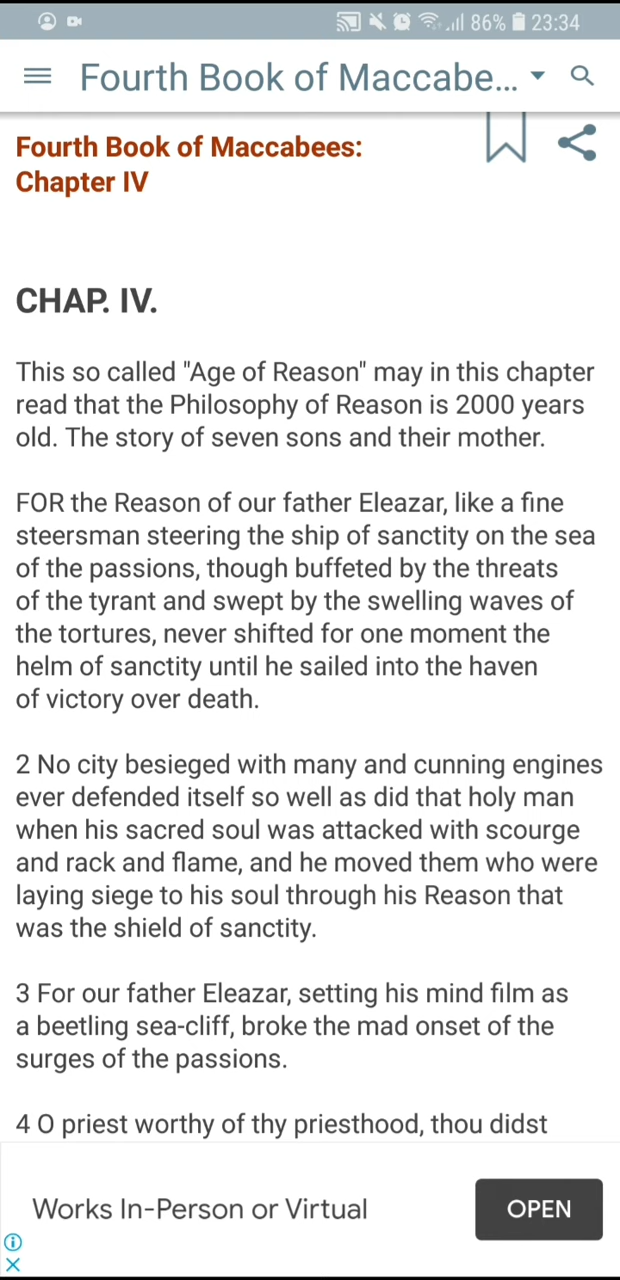 86% 23:34
Fourth Book of Maccabe...
Fourth Book of Maccabees:
Chapter IV
CHAP. IV.
This so called "Age of Reason" may in this chapter
read that the Philosophy of Reason is 2000 years
old. The story of seven sons and their mother.
FOR the Reason of our father Eleazar, like a fine
steersman steering the ship of sanctity on the sea
of the passions, though buffeted by the threats
of the tyrant and swept by the swelling waves of
the tortures, never shifted for one moment the
helm of sanctity until he sailed into the haven
of victory over death.
2 No city besieged with many and cunning engines
ever defended itself so well as did that holy man
when his sacred soul was attacked with scourge
and rack and flame, and he moved them who were
laying siege to his soul through his Reason that
was the shield of sanctity.
3 For our father Eleazar, setting his mind film as
a beetling sea-cliff, broke the mad onset of the
surges of the passions.
4 O priest worthy of thy priesthood, thou didst
Works In-Person or Virtual
OPEN